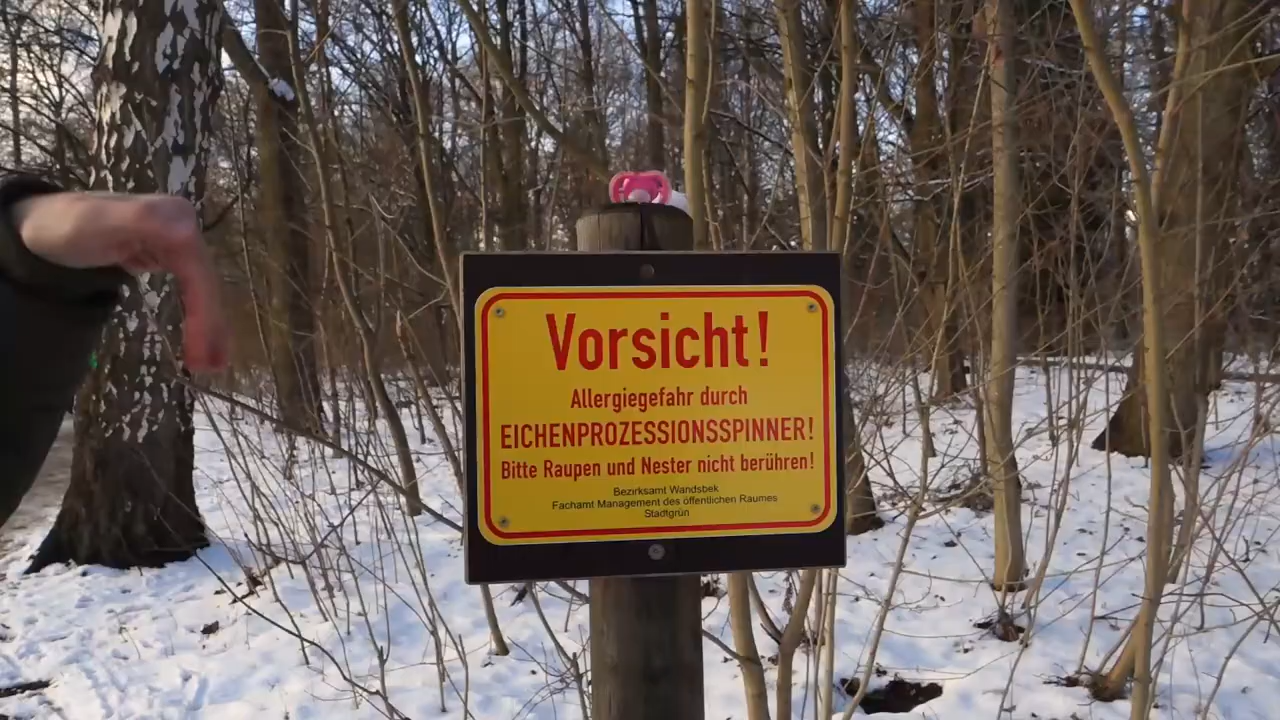 Vorsicht!
Allergiegefahr durch
EICHENPROZESSIONSSPINNER!
Bitte Raupen und Nester nicht berühren!
Bezirksamt Wandsbek
Fachamt Management des öffentlichen Raumes
Stadtgrün